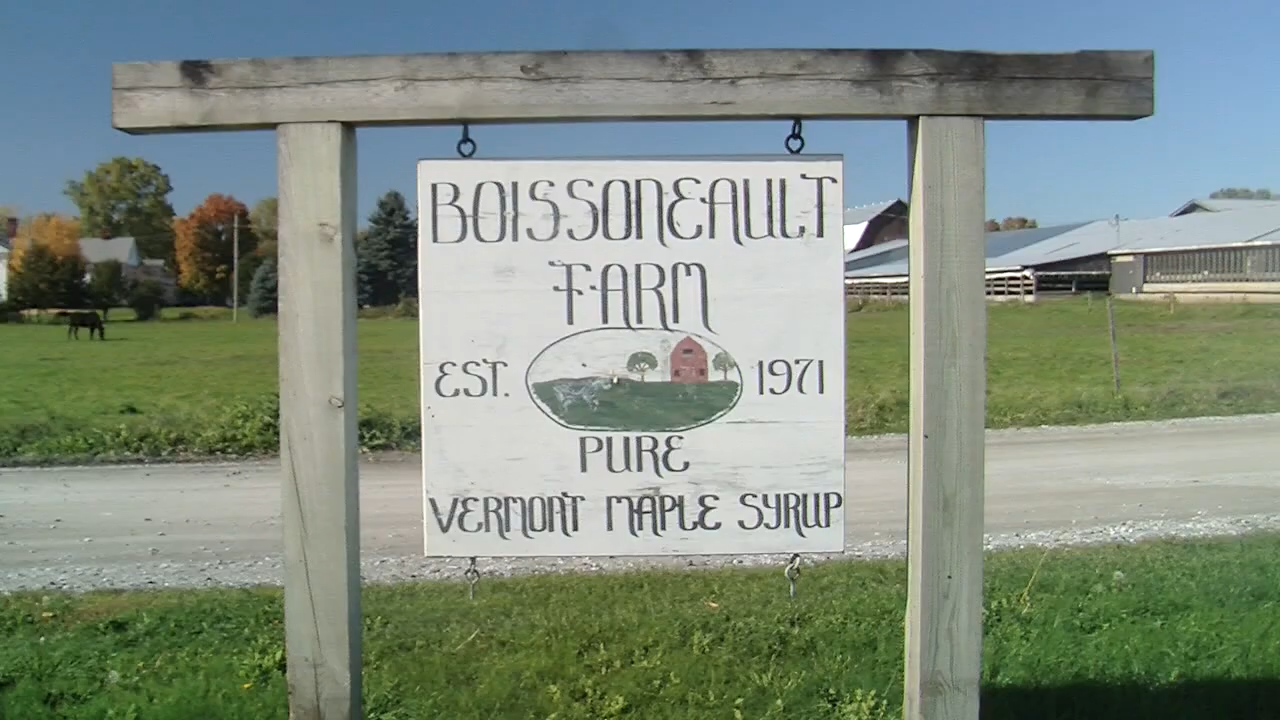 BOISSONEAULT
FARM
EST. 1971
PURE
VERMONT MAPLE SYRUP